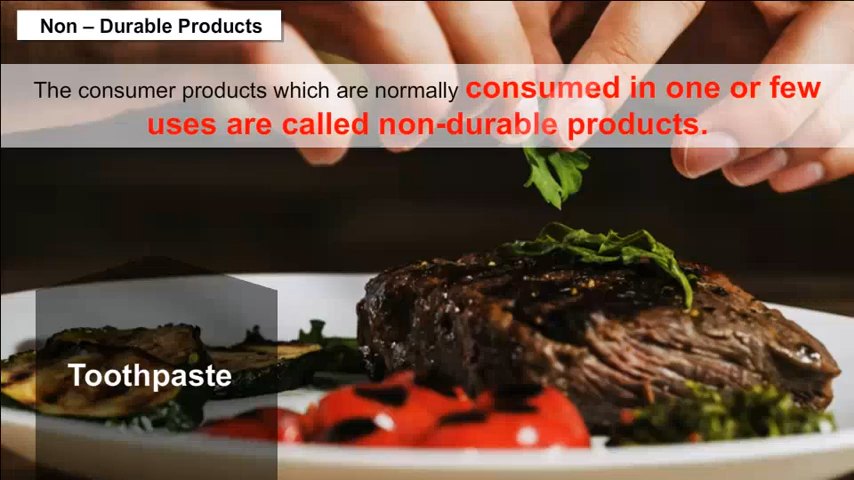 Non – Durable Products
The consumer products which are normally consumed in one or few
uses are called non-durable products.
Toothpaste